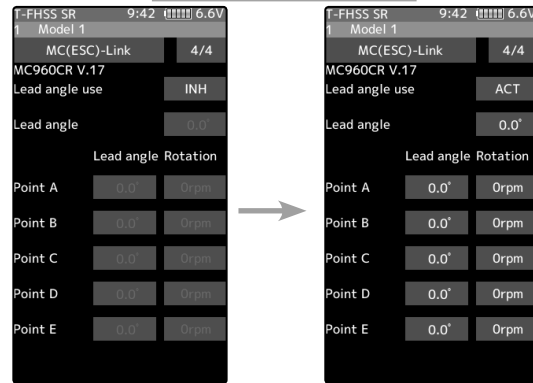 T-FHSS SR 9:42 6.6V
1 Model 1
MC(ESC)-Link 4/4
MC960CR V.17
Lead angle use INH
Lead angle 0.0°
Lead angle Rotation
Point A 0.0° 0rpm
Point B 0.0° 0rpm
Point C 0.0° 0rpm
Point D 0.0° 0rpm
Point E 0.0° 0rpm
T-FHSS SR 9:42 6.6V
1 Model 1
MC(ESC)-Link 4/4
MC960CR V.17
Lead angle use ACT
Lead angle 0.0°
Lead angle Rotation
Point A 0.0° 0rpm
Point B 0.0° 0rpm
Point C 0.0° 0rpm
Point D 0.0° 0rpm
Point E 0.0° 0rpm